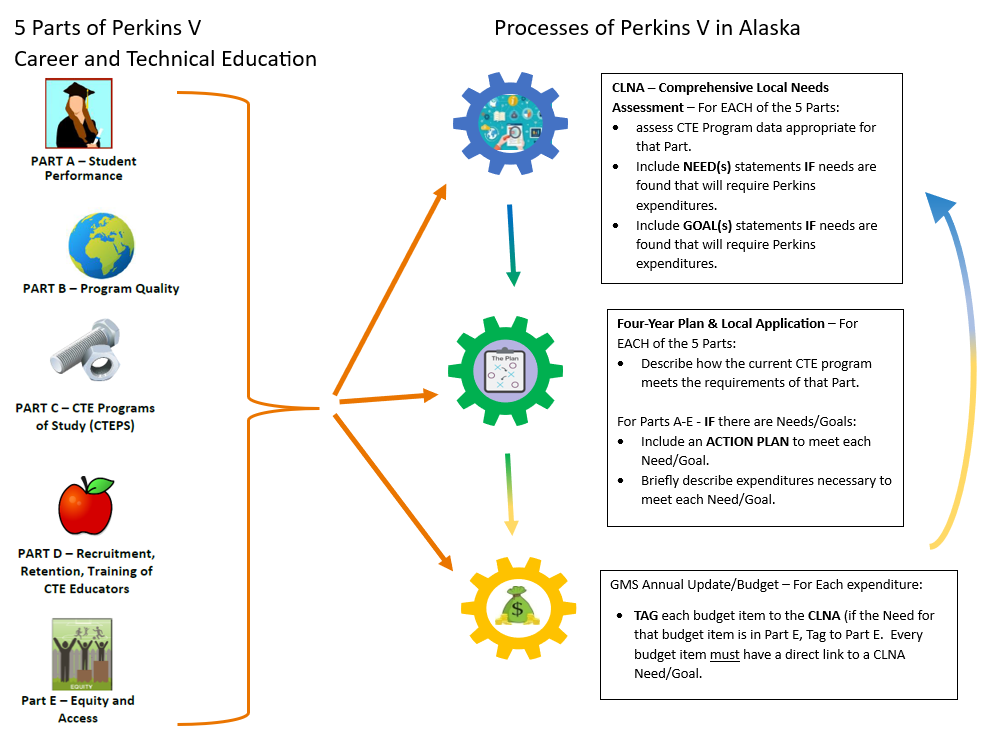 5 Parts of Perkins V
Career and Technical Education
PART A – Student
Performance
PART B – Program Quality
PART C – CTE Programs
of Study (CTEPS)
PART D – Recruitment,
Retention, Training of
CTE Educators
EQUITY
Part E – Equity and
Access
Processes of Perkins V in Alaska
CLNA – Comprehensive Local Needs
Assessment – For EACH of the 5 Parts:
• assess CTE Program data appropriate for
that Part.
• Include NEED(s) statements IF needs are
found that will require Perkins
expenditures.
• Include GOAL(s) statements IF needs are
found that will require Perkins
expenditures.
The Plan
Four-Year Plan & Local Application – For
EACH of the 5 Parts:
• Describe how the current CTE program
meets the requirements of that Part.
For Parts A-E - IF there are Needs/Goals:
• Include an ACTION PLAN to meet each
Need/Goal.
• Briefly describe expenditures necessary to
meet each Need/Goal.
$
GMS Annual Update/Budget – For Each expenditure:
• TAG each budget item to the CLNA (if the Need for
that budget item is in Part E, Tag to Part E.  Every
budget item must have a direct link to a CLNA
Need/Goal.